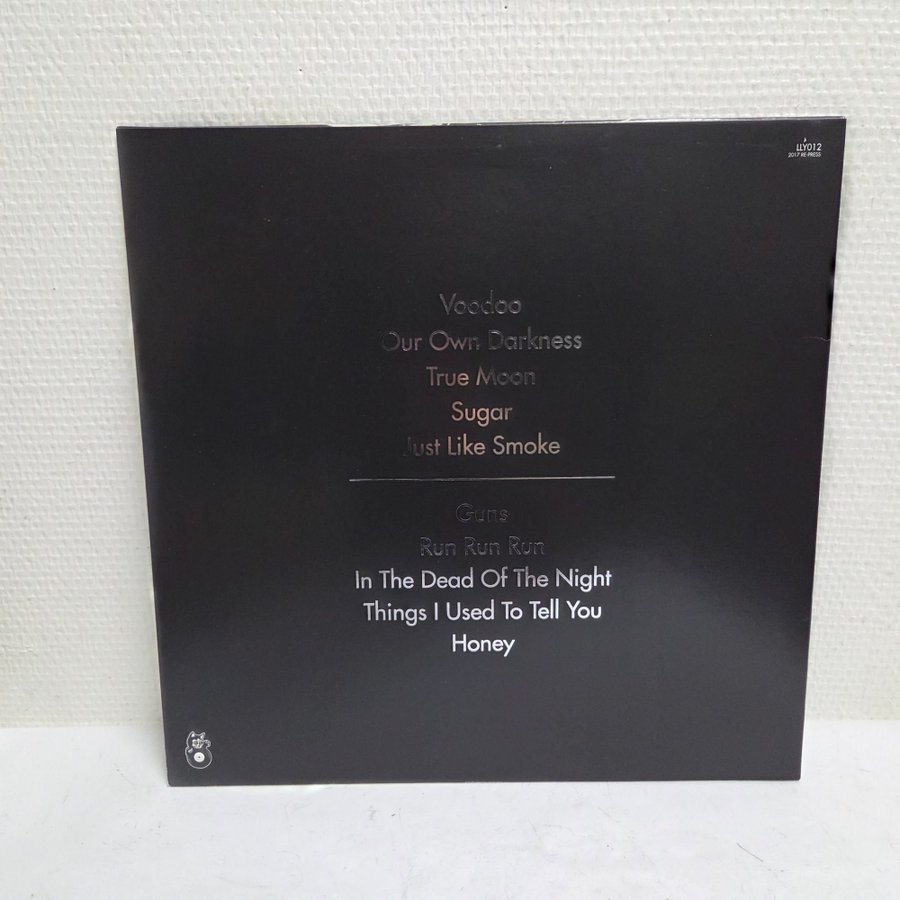 LLY012
2017 RE-PRESS
Voodoo
Our Own Darkness
True Moon
Sugar
Just Like Smoke
Guns
Run Run Run
In The Dead Of The Night
Things I Used To Tell You
Honey